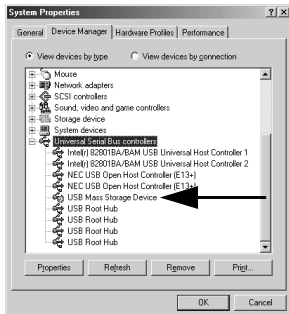 System Properties
General Device Manager Hardware Profiles Performance
View devices by type View devices by connection
Mouse
Network adapters
SCSI controllers
Sound, video and game controllers
Storage device
System devices
Universal Serial Bus controllers
Intel(r) 82801BA/BAM USB Universal Host Controller 1
Intel(r) 82801BA/BAM USB Universal Host Controller 2
NEC USB Open Host Controller (E13+)
NEC USB Open Host Controller (E13+)
USB Mass Storage Device
USB Root Hub
USB Root Hub
USB Root Hub
USB Root Hub
Properties Refresh Remove Print...
OK Cancel